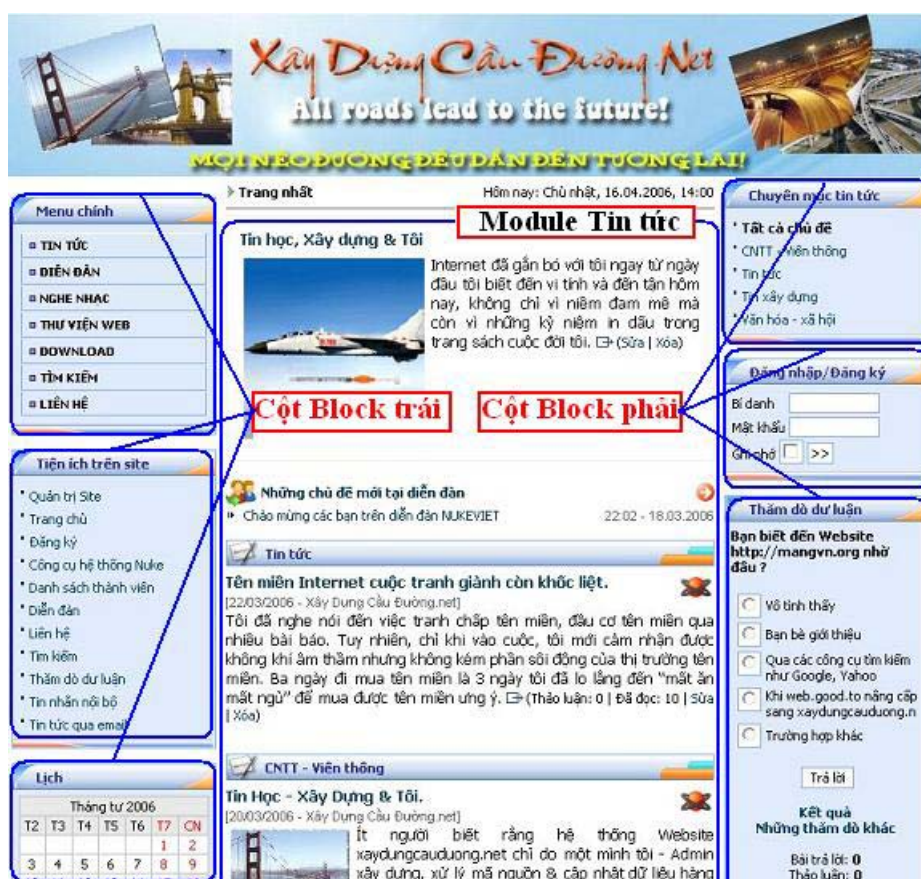 Xây Dựng Cầu Đường Net
All roads lead to the future!
MỌI NẺO ĐƯỜNG ĐỀU DẪN ĐẾN TƯƠNG LAI!
Menu chính
TIN TỨC
DIỄN ĐÀN
NGHE NHẠC
THƯ VIỆN WEB
DOWNLOAD
TÌM KIẾM
LIÊN HỆ
Tiện ích trên site
Quản trị Site
Trang chủ
Đăng ký
Công cụ hệ thống Nuke
Danh sách thành viên
Diễn đàn
Liên hệ
Tìm kiếm
Thăm dò dư luận
Tin nhắn nội bộ
Tin tức qua email
Lịch
Tháng tư 2006
T2 T3 T4 T5 T6 T7 CN
1 2
3 4 5 6 7 8 9
Trang nhất
Hôm nay: Chủ nhật, 16.04.2006, 14:00
Module Tin tức
Tin học, Xây dựng & Tôi
Internet đã gắn bó với tôi ngay từ ngày
đầu tôi biết đến vi tính và đến tận hôm
nay, không chỉ vì niềm đam mê mà
còn vì những kỷ niệm in dấu trong
trang sách cuộc đời tôi. (Sửa | Xóa)
Cột Block trái
Cột Block phải
Những chủ đề mới tại diễn đàn
Chào mừng các bạn trên diễn đàn NUKEVIET 22:02 - 18.03.2006
Tin tức
Tên miền Internet cuộc tranh giành còn khốc liệt.
[22/03/2006 - Xây Dựng Cầu Đường.net]
Tôi đã nghe nói đến việc tranh chấp tên miền, đầu cơ tên miền qua
nhiều bài báo. Tuy nhiên, chỉ khi vào cuộc, tôi mới cảm nhận được
không khí âm thầm nhưng không kém phần sôi động của thị trường tên
miền. Ba ngày đi mua tên miền là 3 ngày tôi đã lo lắng đến “mất ăn
mất ngủ” để mua được tên miền ưng ý. (Thảo luận: 0 | Đã đọc: 10 | Sửa
| Xóa)
CNTT - Viễn thông
Tin Học - Xây Dựng & Tôi.
[20/03/2006 - Xây Dựng Cầu Đường.net]
Ít người biết rằng hệ thống Website
xaydungcauduong.net chỉ do một mình tôi - Admin
xây dựng, xử lý mã nguồn & cập nhật dữ liệu hàng
Chuyên mục tin tức
Tất cả chủ đề
CNTT - Viễn thông
Tin tức
Tin xây dựng
Văn hóa - xã hội
Đăng nhập/Đăng ký
Bí danh
Mật khẩu
Ghi nhớ >>
Thăm dò dư luận
Bạn biết đến Website
http://mangvn.org nhờ
đâu ?
Vô tình thấy
Bạn bè giới thiệu
Qua các công cụ tìm kiếm
như Google, Yahoo
Khi web.good.to nâng cấp
sang xaydungcauduong.n
Trường hợp khác
Trả lời
Kết quả
Những thăm dò khác
Bài trả lời: 0
Thảo luận: 0